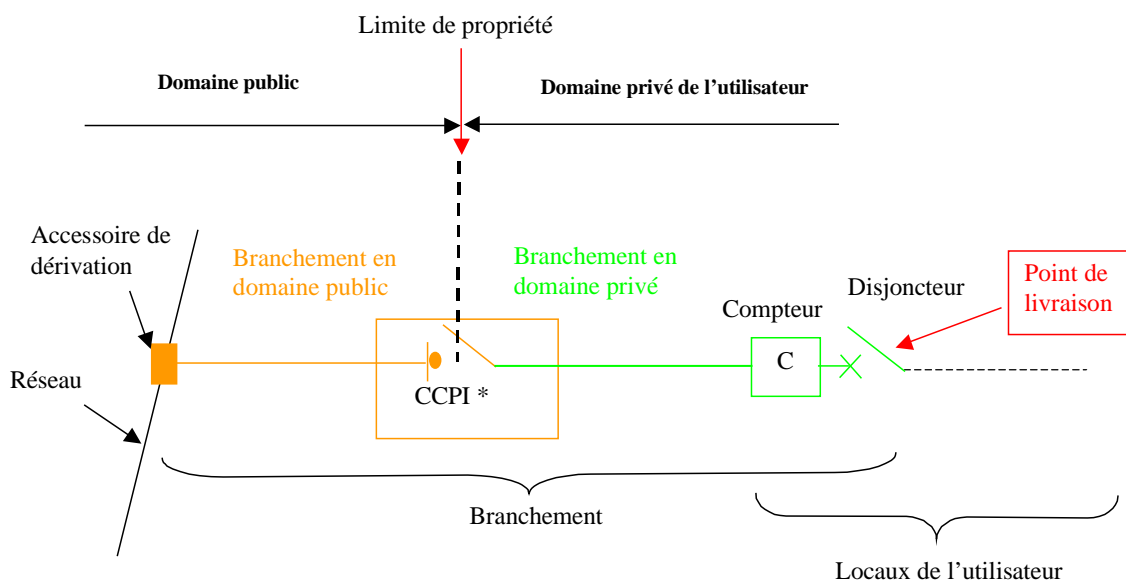 Limite de propriété
Domaine public
Domaine privé de l’utilisateur
Accessoire de
dérivation
Branchement en
domaine public
Branchement en
domaine privé
Compteur
Disjoncteur
Point de
livraison
Réseau
CCPI *
C
Branchement
Locaux de l’utilisateur